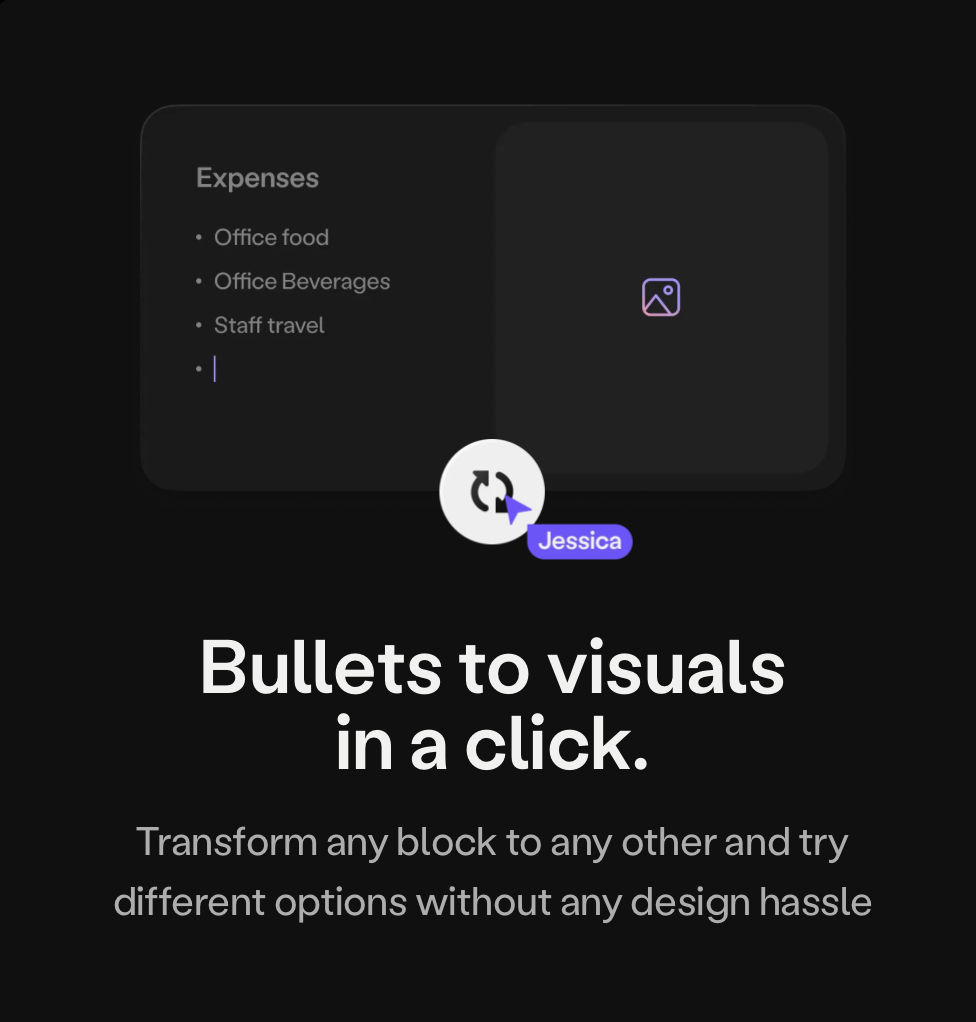 Expenses
• Office food
• Office Beverages
• Staff travel
•
Jessica
Bullets to visuals
in a click.
Transform any block to any other and try
different options without any design hassle